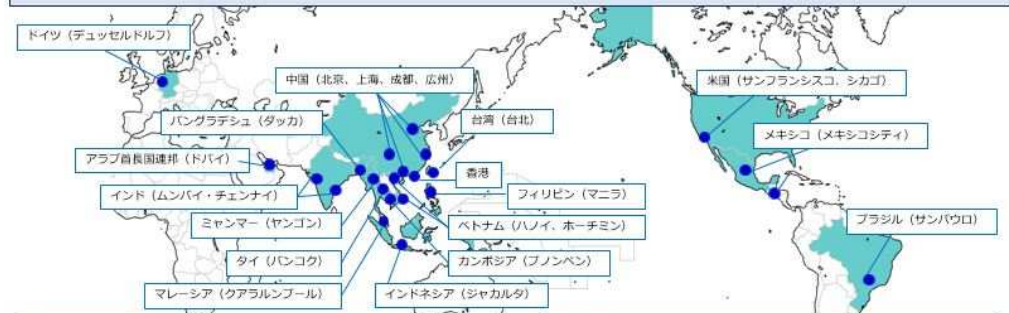 ドイツ（デュッセルドルフ）
中国（北京、上海、成都、広州）
米国（サンフランシスコ、シカゴ）
バングラデシュ（ダッカ）
台湾（台北）
メキシコ（メキシコシティ）
アラブ首長国連邦（ドバイ）
香港
インド（ムンバイ・チェンナイ）
フィリピン（マニラ）
ミャンマー（ヤンゴン）
ベトナム（ハノイ、ホーチミン）
ブラジル（サンパウロ）
タイ（バンコク）
カンボジア（プノンペン）
マレーシア（クアラルンプール）
インドネシア（ジャカルタ）